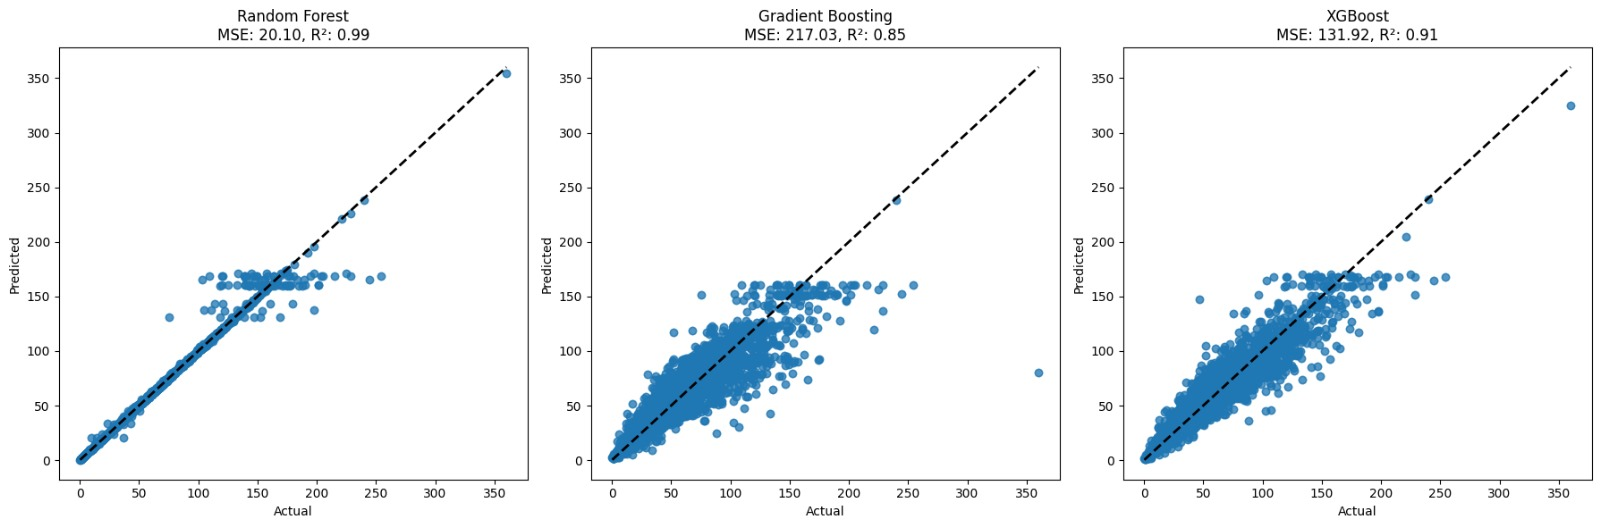 Random Forest
MSE: 20.10, R²: 0.99
350
300
250
200
150
100
50
0
Predicted
0 50 100 150 200 250 300 350
Actual
Gradient Boosting
MSE: 217.03, R²: 0.85
350
300
250
200
150
100
50
0
Predicted
0 50 100 150 200 250 300 350
Actual
XGBoost
MSE: 131.92, R²: 0.91
350
300
250
200
150
100
50
0
Predicted
0 50 100 150 200 250 300 350
Actual